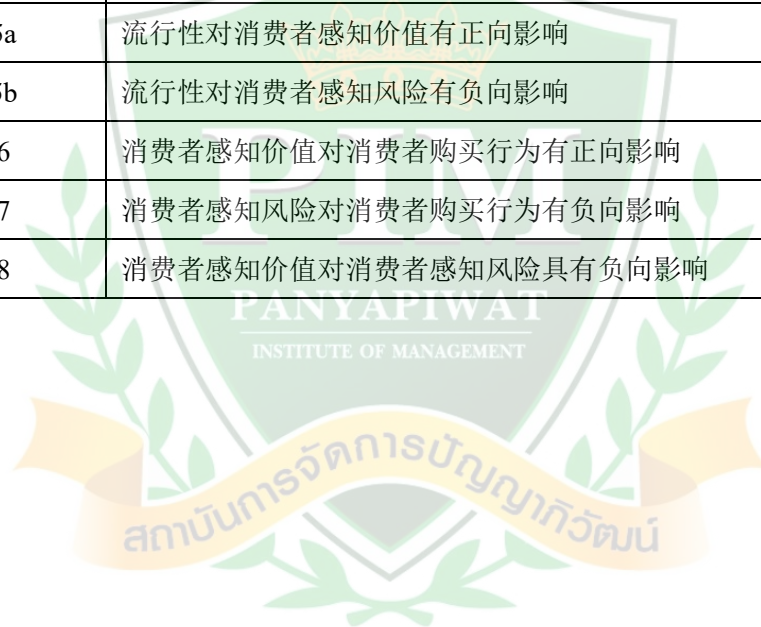 5a 流行性对消费者感知价值有正向影响
5b 流行性对消费者感知风险有负向影响
6 消费者感知价值对消费者购买行为有正向影响
7 消费者感知风险对消费者购买行为有负向影响
8 消费者感知价值对消费者感知风险具有负向影响
PIM
PANYAPIWAT
INSTITUTE OF MANAGEMENT
สถาบันการจัดการปัญญาภิวัฒน์